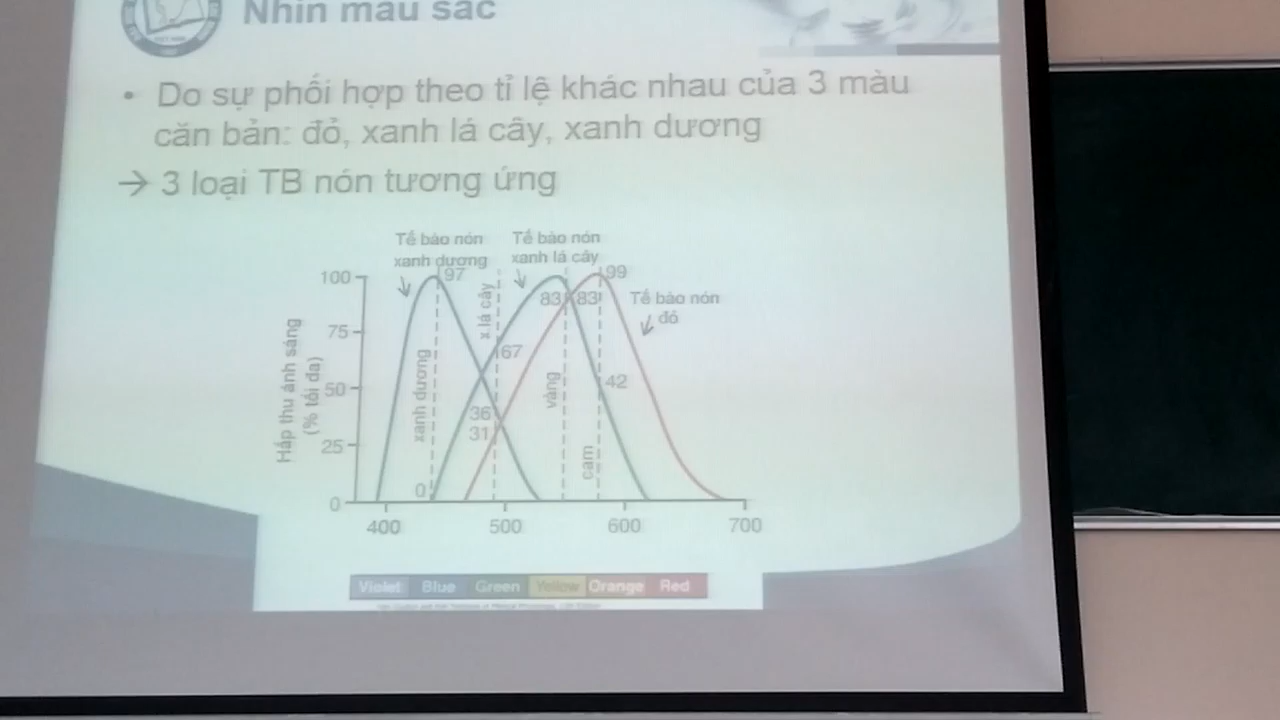 Nhìn màu sắc
• Do sự phối hợp theo tỉ lệ khác nhau của 3 màu
căn bản: đỏ, xanh lá cây, xanh dương
→ 3 loại TB nón tương ứng
Tế bào nón
xanh dương
Tế bào nón
xanh lá cây
Tế bào nón
đỏ
Hấp thu ánh sáng
(% tối đa)
100
75
50
25
0
97
99
83
83
67
42
36
31
0
xanh dương
x.lá cây
vàng
cam
400
500
600
700
Violet
Blue
Green
Yellow
Orange
Red